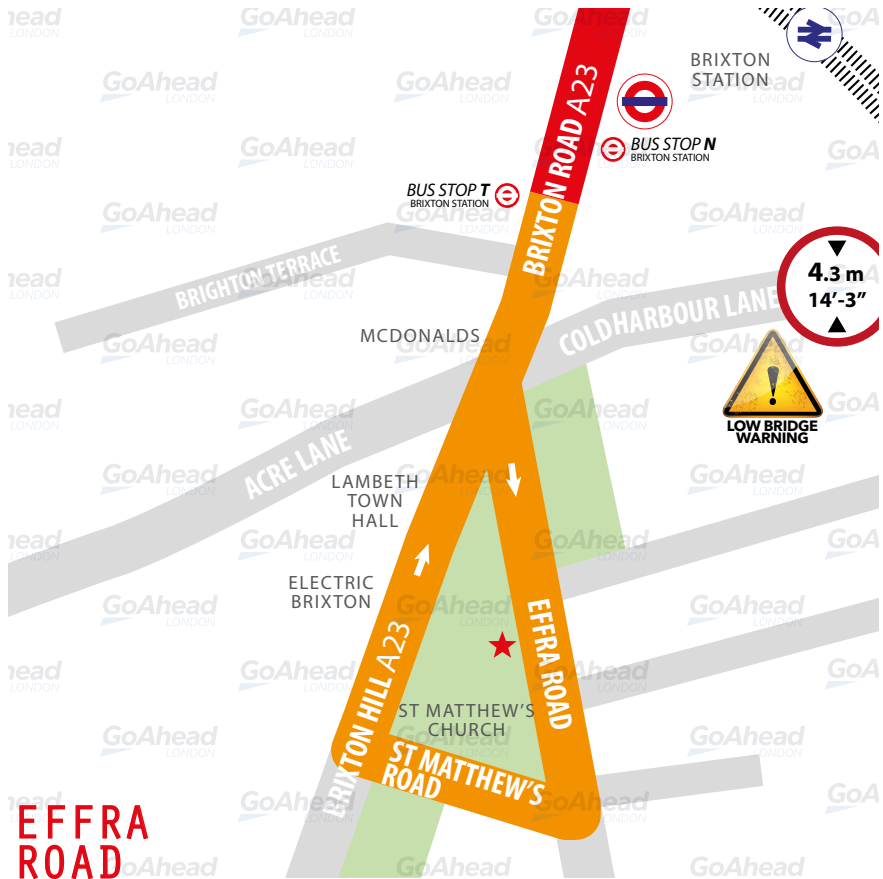 BRIXTON
STATION
BRIXTON ROAD A23
BUS STOP N
BRIXTON STATION
BUS STOP T
BRIXTON STATION
BRIGHTON TERRACE
4.3 m
14'-3"
COLDHARBOUR LANE
MCDONALDS
LOW BRIDGE
WARNING
ACRE LANE
LAMBETH
TOWN
HALL
ELECTRIC
BRIXTON
EFFRA ROAD
BRIXTON HILL A23
ST MATTHEW'S
CHURCH
ST MATTHEW'S
ROAD
EFFRA
ROAD
GoAhead
LONDON